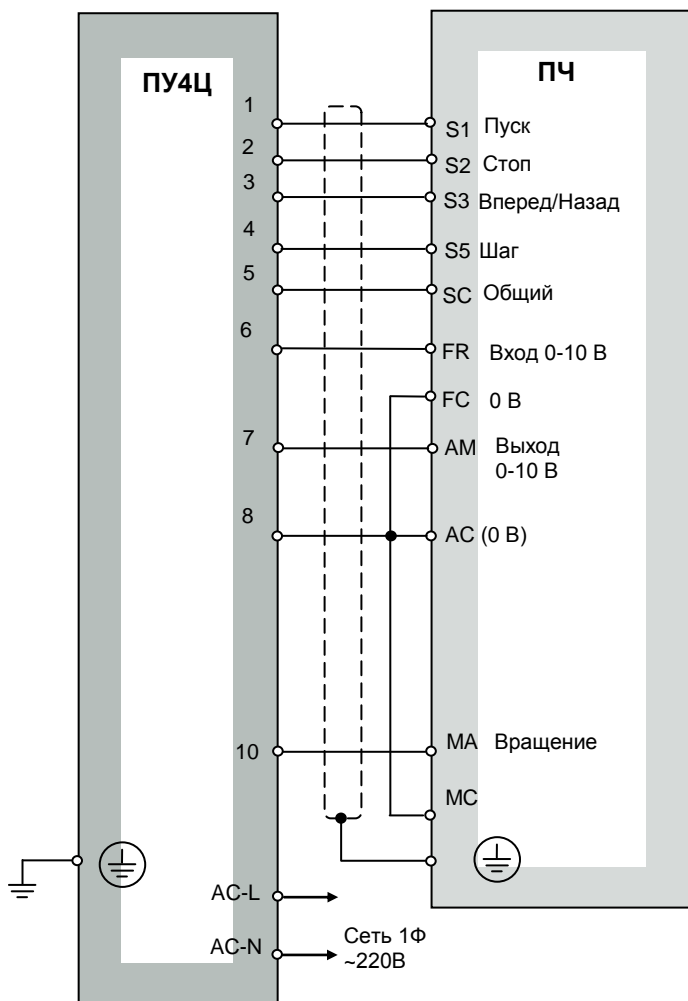 ПУ4Ц
ПЧ
1
S1 Пуск
2
S2 Стоп
3
S3 Вперед/Назад
4
S5 Шаг
5
SC Общий
6
FR Вход 0-10 В
FC 0 В
7
AM Выход
0-10 В
8
AC (0 В)
10
MA Вращение
MC
AC-L
AC-N
Сеть 1Ф
~220В